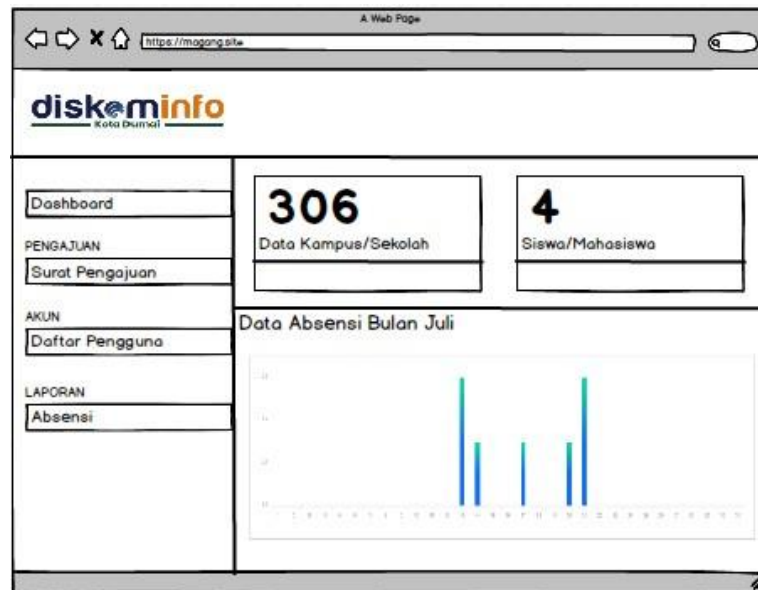 A Web Page
https://magang.site
diskominfo
Kota Dumai
Dashboard
PENGAJUAN
Surat Pengajuan
AKUN
Daftar Pengguna
LAPORAN
Absensi
306
Data Kampus/Sekolah
4
Siswa/Mahasiswa
Data Absensi Bulan Juli